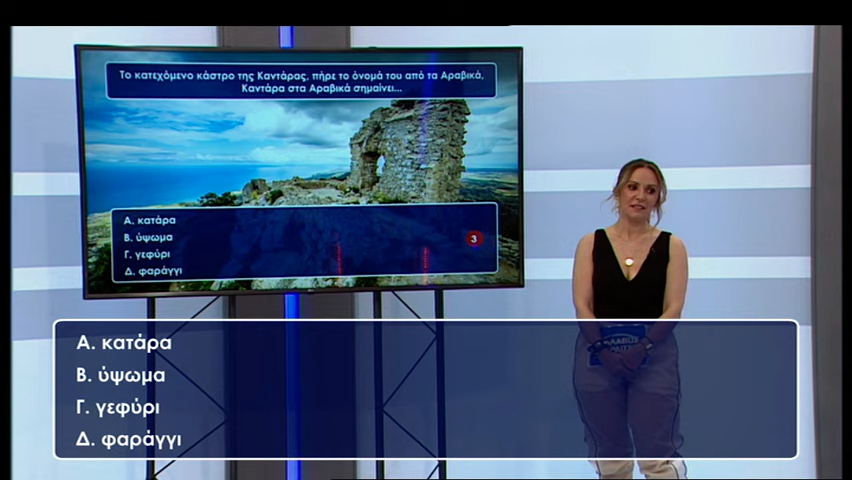 Το κατεχόμενο κάστρο της Καντάρας, πήρε το όνομά του από τα Αραβικά,
Καντάρα στα Αραβικά σημαίνει...
Α. κατάρα
Β. ύψωμα
Γ. γεφύρι
Δ. φαράγγι
3
Α. κατάρα
Β. ύψωμα
Γ. γεφύρι
Δ. φαράγγι